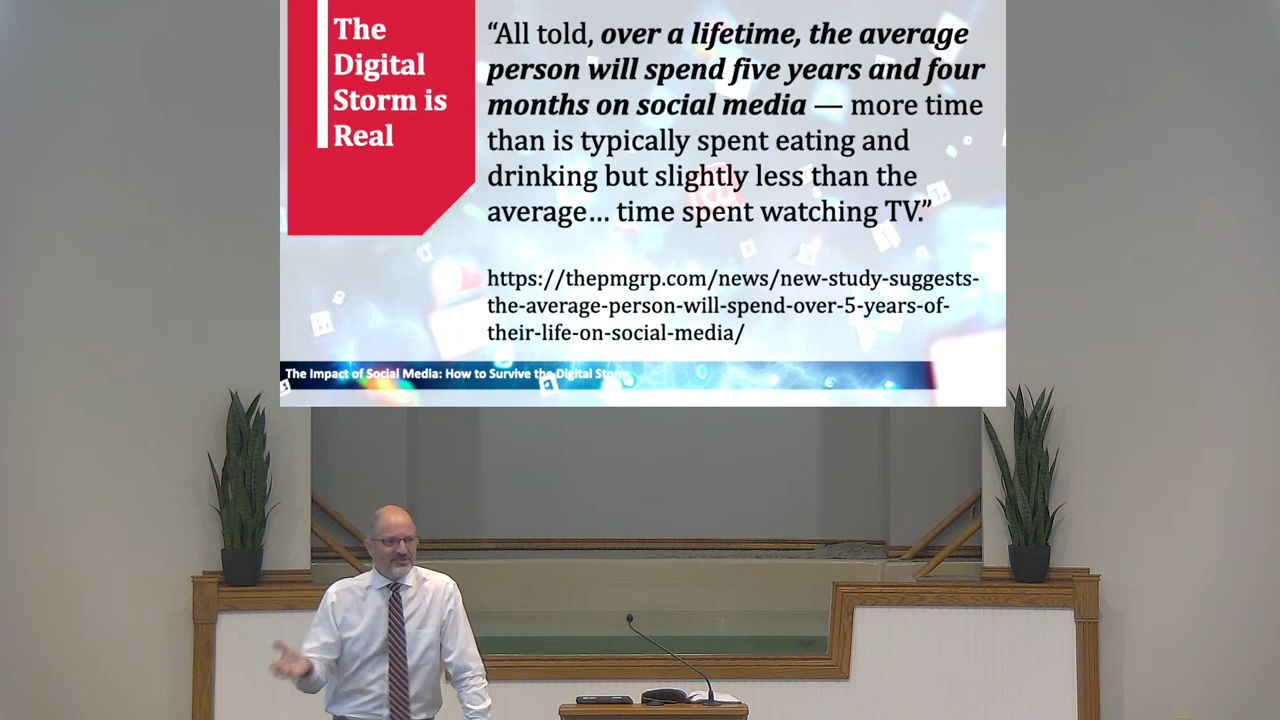 The
Digital
Storm is
Real
“All told, over a lifetime, the average
person will spend five years and four
months on social media — more time
than is typically spent eating and
drinking but slightly less than the
average... time spent watching TV.”
https://thepmgrp.com/news/new-study-suggests-
the-average-person-will-spend-over-5-years-of-
their-life-on-social-media/
The Impact of Social Media: How to Survive the Digital Storm